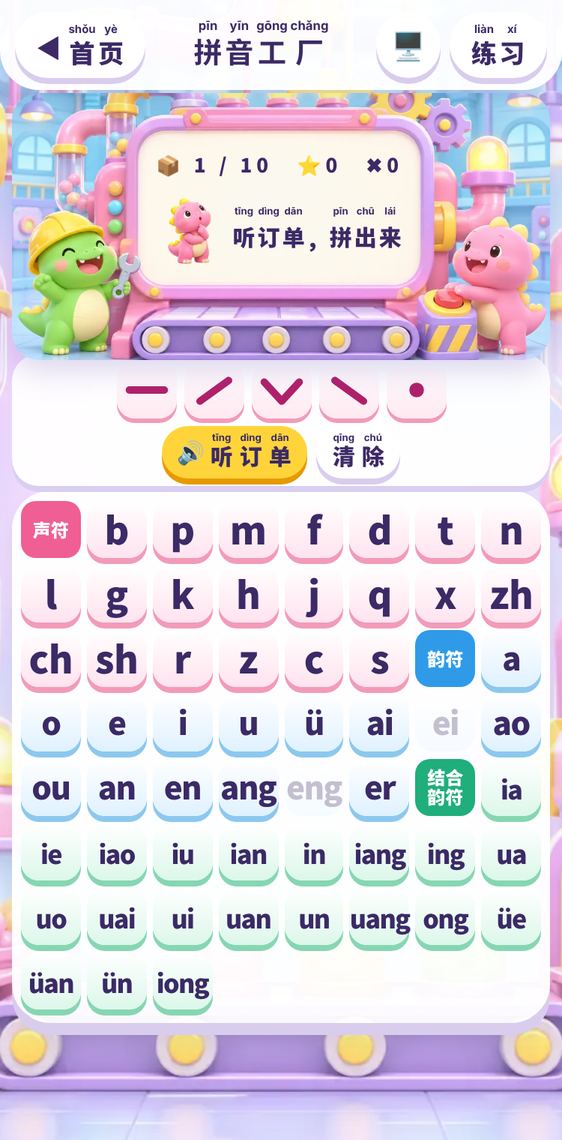 shǒu yè
◀ 首页
pīn yīn gōng chǎng
拼音工厂
liàn xí
练习
1 / 10 0 ✖0
tīng dìng dān pīn chū lái
听订单，拼出来
tīng dìng dān
听订单
qīng chú
清除
声符 b p m f d t n
l g k h j q x zh
ch sh r z c s 韵符 a
o e i u ü ai ei ao
ou an en ang eng er 结合韵符 ia
ie iao iu ian in iang ing ua
uo uai ui uan un uang ong üe
üan ün iong